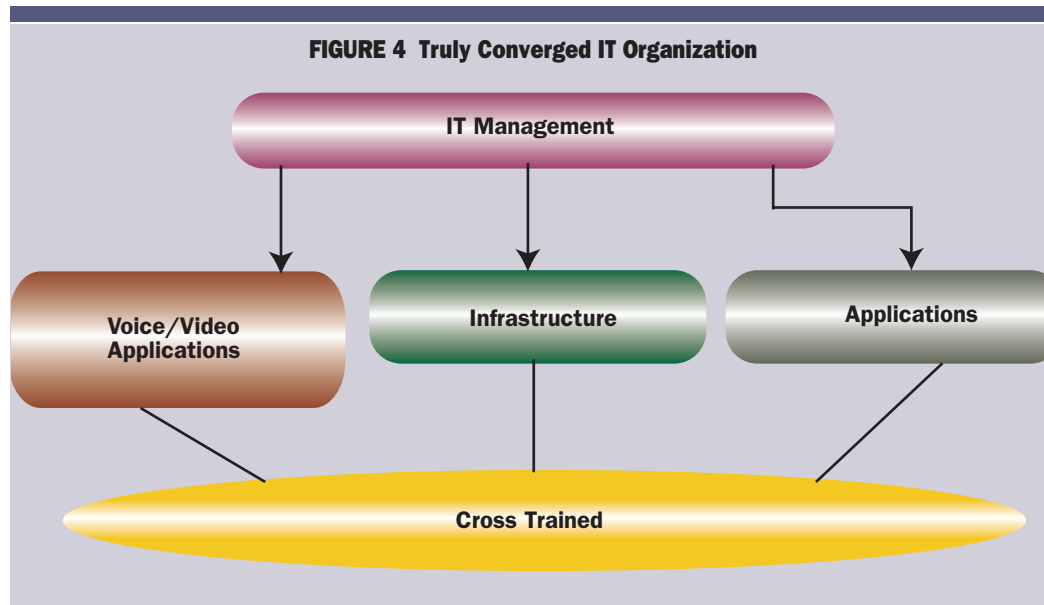 FIGURE 4 Truly Converged IT Organization
IT Management
Voice/Video
Applications
Infrastructure
Applications
Cross Trained